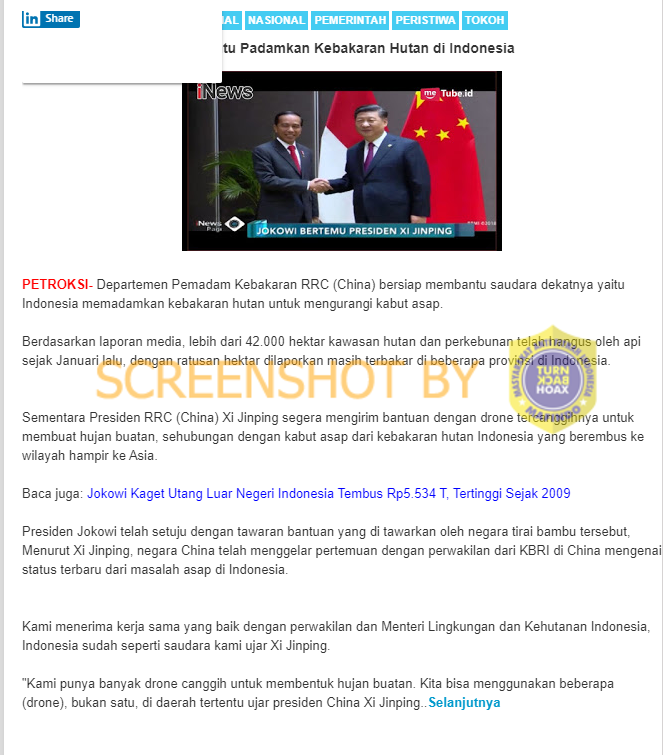 in Share
AL NASIONAL PEMERINTAH PERISTIWA TOKOH
tu Padamkan Kebakaran Hutan di Indonesia
iNews
me Tube.id
iNews
Pagi
JOKOWI BERTEMU PRESIDEN XI JINPING
PETROKSI- Departemen Pemadam Kebakaran RRC (China) bersiap membantu saudara dekatnya yaitu
Indonesia memadamkan kebakaran hutan untuk mengurangi kabut asap.
Berdasarkan laporan media, lebih dari 42.000 hektar kawasan hutan dan perkebunan telah hangus oleh api
sejak Januari lalu, dengan ratusan hektar dilaporkan masih terbakar di beberapa provinsi di Indonesia.
SCREENSHOT BY
MASYARAKAT ANTI FITNAH INDONESIA
TURN
BACK
HOAX
MAFINDO
Sementara Presiden RRC (China) Xi Jinping segera mengirim bantuan dengan drone tercanggihnya untuk
membuat hujan buatan, sehubungan dengan kabut asap dari kebakaran hutan Indonesia yang berembus ke
wilayah hampir ke Asia.
Baca juga: Jokowi Kaget Utang Luar Negeri Indonesia Tembus Rp5.534 T, Tertinggi Sejak 2009
Presiden Jokowi telah setuju dengan tawaran bantuan yang di tawarkan oleh negara tirai bambu tersebut,
Menurut Xi Jinping, negara China telah menggelar pertemuan dengan perwakilan dari KBRI di China mengenai
status terbaru dari masalah asap di Indonesia.
Kami menerima kerja sama yang baik dengan perwakilan dan Menteri Lingkungan dan Kehutanan Indonesia,
Indonesia sudah seperti saudara kami ujar Xi Jinping.
"Kami punya banyak drone canggih untuk membentuk hujan buatan. Kita bisa menggunakan beberapa
(drone), bukan satu, di daerah tertentu ujar presiden China Xi Jinping..Selanjutnya